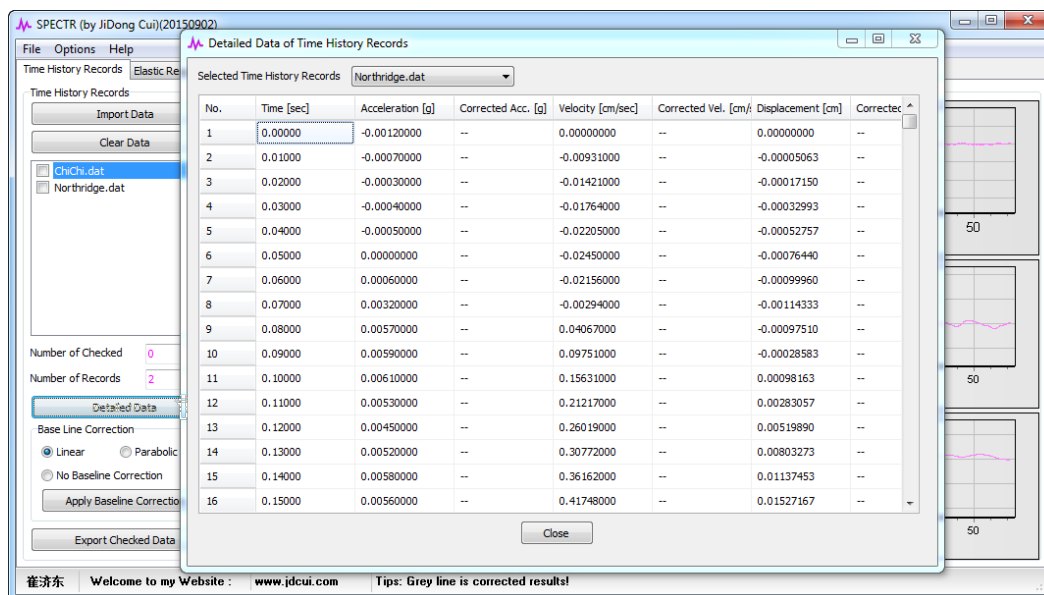 SPECTR (by JiDong Cui)(20150902)
File Options Help
Time History Records Elastic Re
Time History Records
Import Data
Clear Data
ChiChi.dat
Northridge.dat
Number of Checked 0
Number of Records 2
Detailed Data
Base Line Correction
Linear Parabolic
No Baseline Correction
Apply Baseline Correctio
Export Checked Data
Detailed Data of Time History Records
Selected Time History Records Northridge.dat
No. Time [sec] Acceleration [g] Corrected Acc. [g] Velocity [cm/sec] Corrected Vel. [cm/s Displacement [cm] Corrected
1 0.00000 -0.00120000 -- 0.00000000 -- 0.00000000 --
2 0.01000 -0.00070000 -- -0.00931000 -- -0.00005063 --
3 0.02000 -0.00030000 -- -0.01421000 -- -0.00017150 --
4 0.03000 -0.00040000 -- -0.01764000 -- -0.00032993 --
5 0.04000 -0.00050000 -- -0.02205000 -- -0.00052757 --
6 0.05000 0.00000000 -- -0.02450000 -- -0.00076440 --
7 0.06000 0.00060000 -- -0.02156000 -- -0.00099960 --
8 0.07000 0.00320000 -- -0.00294000 -- -0.00114333 --
9 0.08000 0.00570000 -- 0.04067000 -- -0.00097510 --
10 0.09000 0.00590000 -- 0.09751000 -- -0.00028583 --
11 0.10000 0.00610000 -- 0.15631000 -- 0.00098163 --
12 0.11000 0.00530000 -- 0.21217000 -- 0.00283057 --
13 0.12000 0.00450000 -- 0.26019000 -- 0.00519890 --
14 0.13000 0.00520000 -- 0.30772000 -- 0.00803273 --
15 0.14000 0.00580000 -- 0.36162000 -- 0.01137453 --
16 0.15000 0.00560000 -- 0.41748000 -- 0.01527167 --
Close
50
50
50
崔济东 Welcome to my Website : www.jdcui.com Tips: Grey line is corrected results!